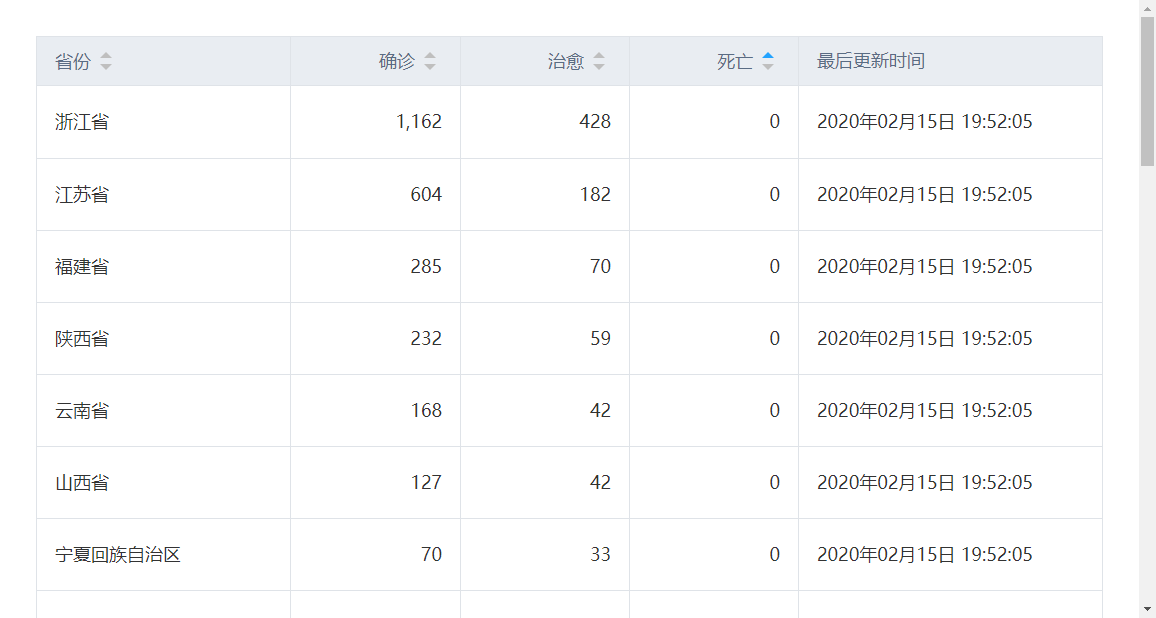 省份 确诊 治愈 死亡 最后更新时间
浙江省 1,162 428 0 2020年02月15日 19:52:05
江苏省 604 182 0 2020年02月15日 19:52:05
福建省 285 70 0 2020年02月15日 19:52:05
陕西省 232 59 0 2020年02月15日 19:52:05
云南省 168 42 0 2020年02月15日 19:52:05
山西省 127 42 0 2020年02月15日 19:52:05
宁夏回族自治区 70 33 0 2020年02月15日 19:52:05